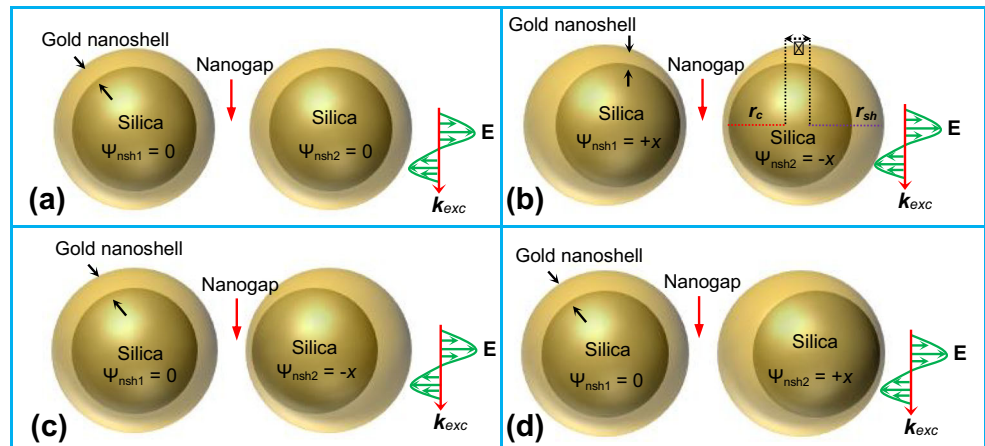 Gold nanoshell
Nanogap
Silica
Ψnsh1 = 0
Silica
Ψnsh2 = 0
E
kexc
(a)
Gold nanoshell
Nanogap
Silica
Ψnsh1 = +x
rc
rsh
Silica
Ψnsh2 = -x
E
kexc
(b)
Gold nanoshell
Nanogap
Silica
Ψnsh1 = 0
Silica
Ψnsh2 = -x
E
kexc
(c)
Gold nanoshell
Nanogap
Silica
Ψnsh1 = 0
Silica
Ψnsh2 = +x
E
kexc
(d)